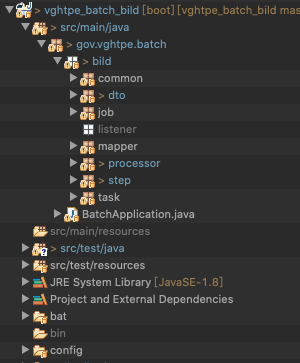 > vghtpe_batch_bild [boot] [vghtpe_batch_bild mas
> src/main/java
> gov.vghtpe.batch
> bild
common
> dto
job
listener
mapper
> processor
> step
task
> BatchApplication.java
src/main/resources
> src/test/java
src/test/resources
JRE System Library [JavaSE-1.8]
Project and External Dependencies
bat
bin
config